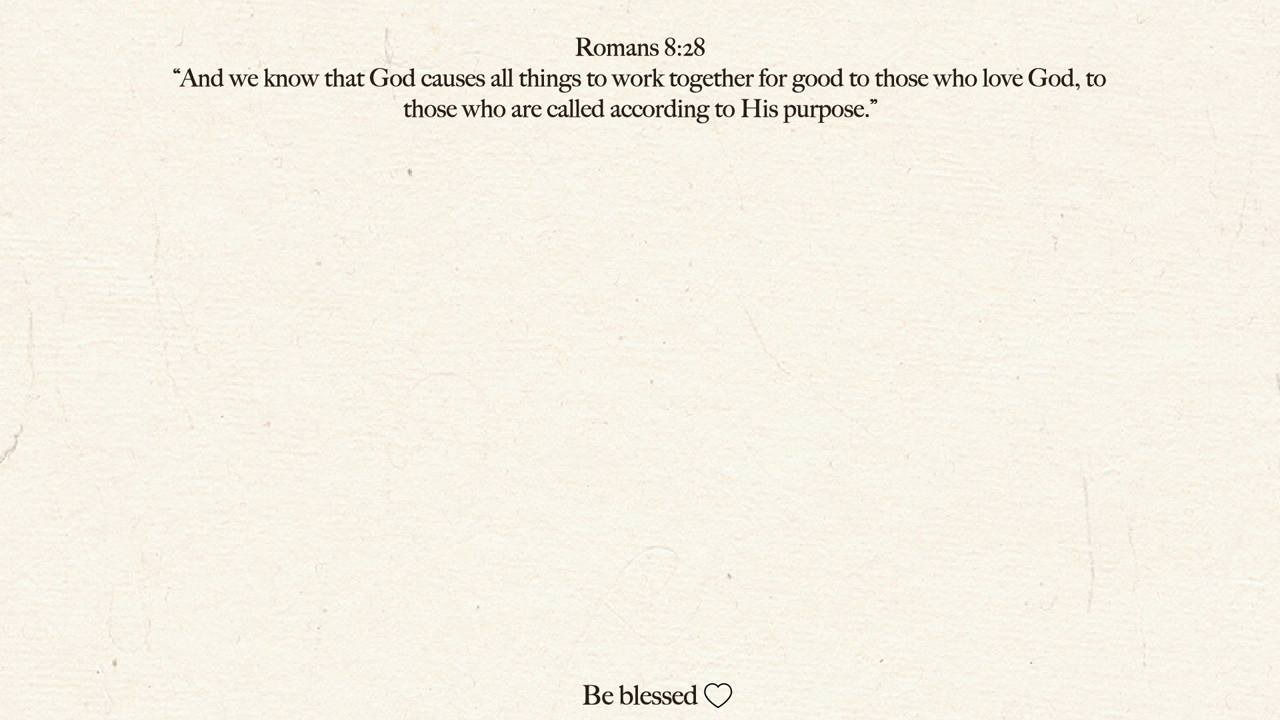 Romans 8:28
“And we know that God causes all things to work together for good to those who love God, to
those who are called according to His purpose.”
Be blessed ♡